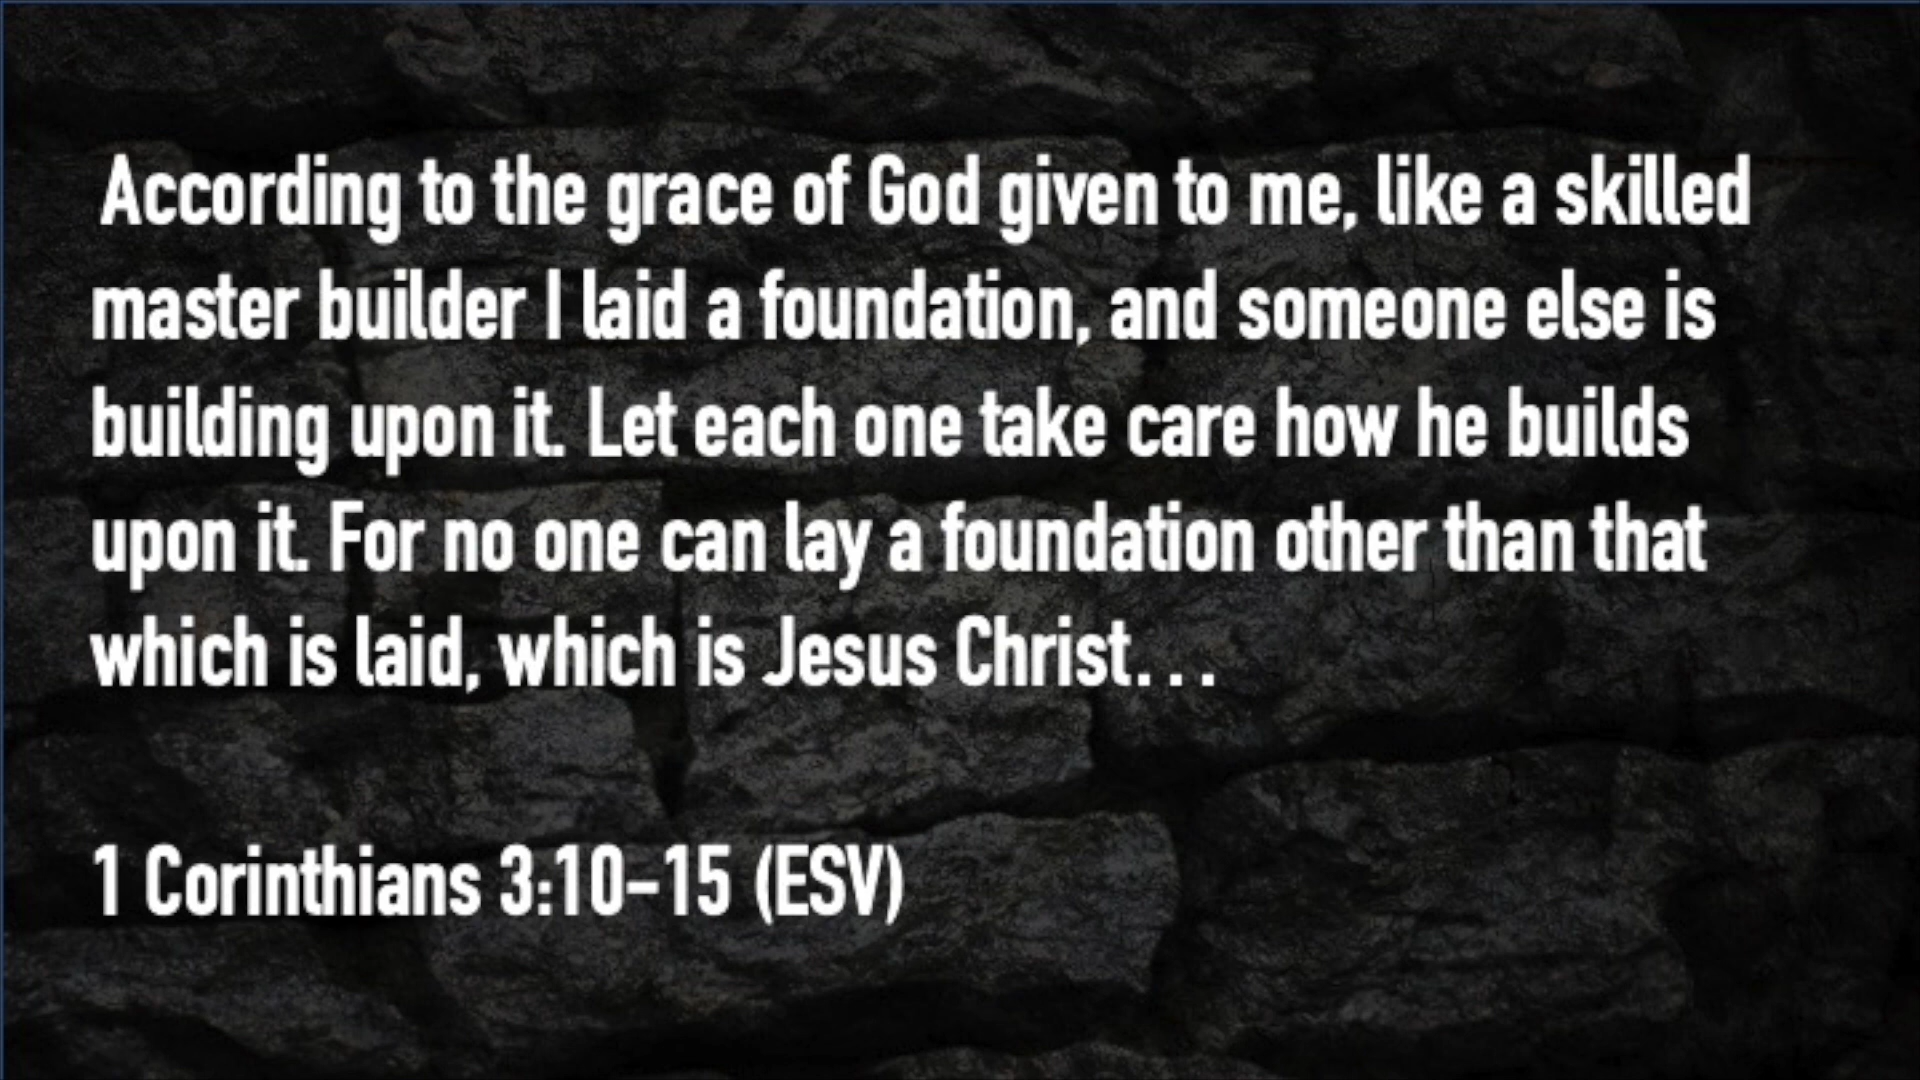 According to the grace of God given to me, like a skilled
master builder I laid a foundation, and someone else is
building upon it. Let each one take care how he builds
upon it. For no one can lay a foundation other than that
which is laid, which is Jesus Christ…
1 Corinthians 3:10–15 (ESV)